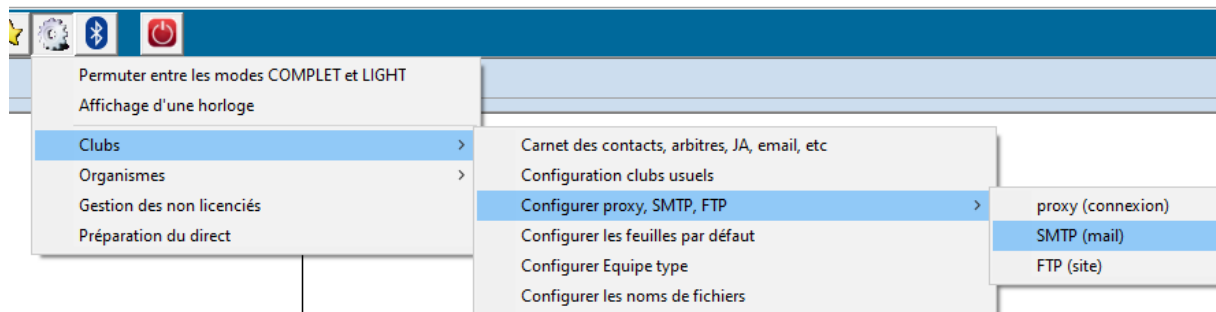 Permuter entre les modes COMPLET et LIGHT
Affichage d'une horloge
Clubs
Organismes
Gestion des non licenciés
Préparation du direct
Carnet des contacts, arbitres, JA, email, etc
Configuration clubs usuels
Configurer proxy, SMTP, FTP
Configurer les feuilles par défaut
Configurer Equipe type
Configurer les noms de fichiers
proxy (connexion)
SMTP (mail)
FTP (site)